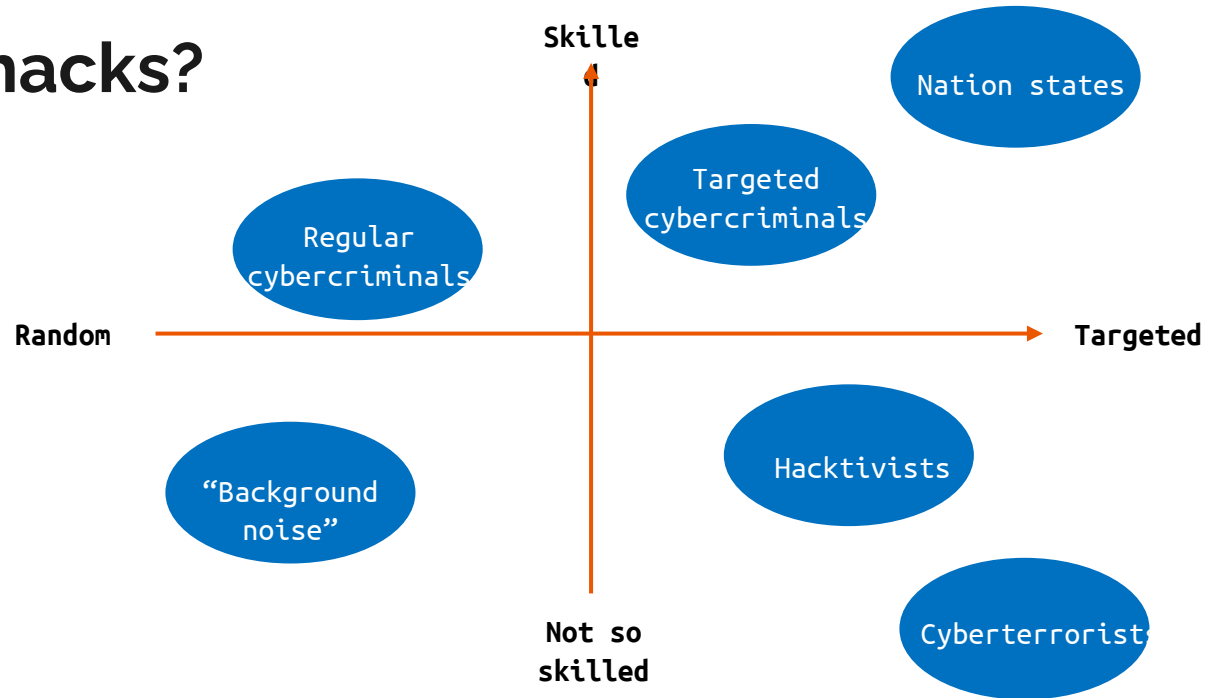 hacks?
Skille
d
Nation states
Targeted
cybercriminals
Regular
cybercriminals
Random
Targeted
Hacktivists
“Background
noise”
Not so
skilled
Cyberterrorists